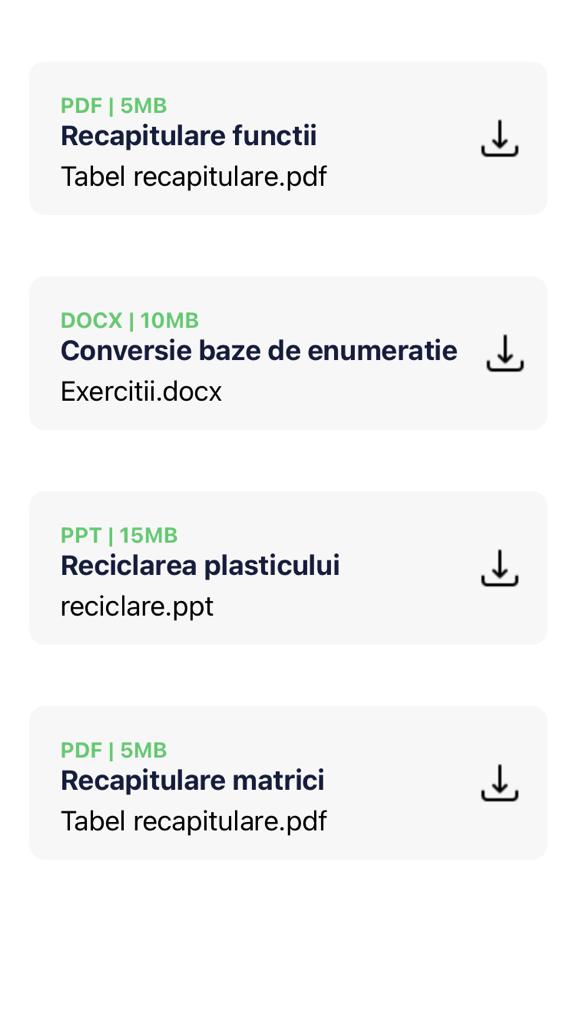 PDF | 5MB
Recapitulare functii
Tabel recapitulare.pdf
DOCX | 10MB
Conversie baze de enumeratie
Exercitii.docx
PPT | 15MB
Reciclarea plasticului
reciclare.ppt
PDF | 5MB
Recapitulare matrici
Tabel recapitulare.pdf